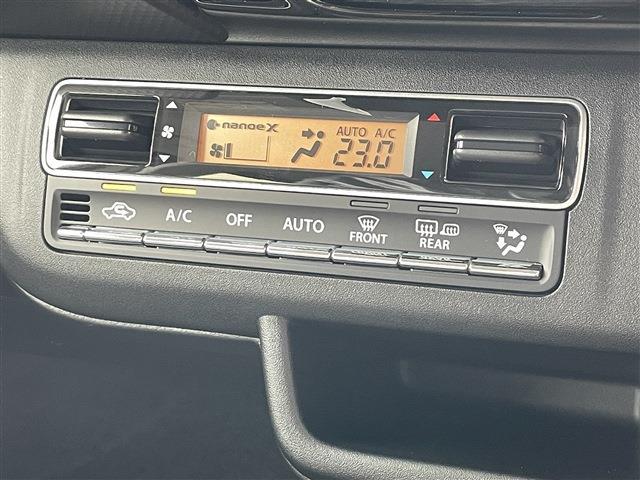 nanoeX
AUTO A/C
23.0
A/C OFF AUTO FRONT REAR